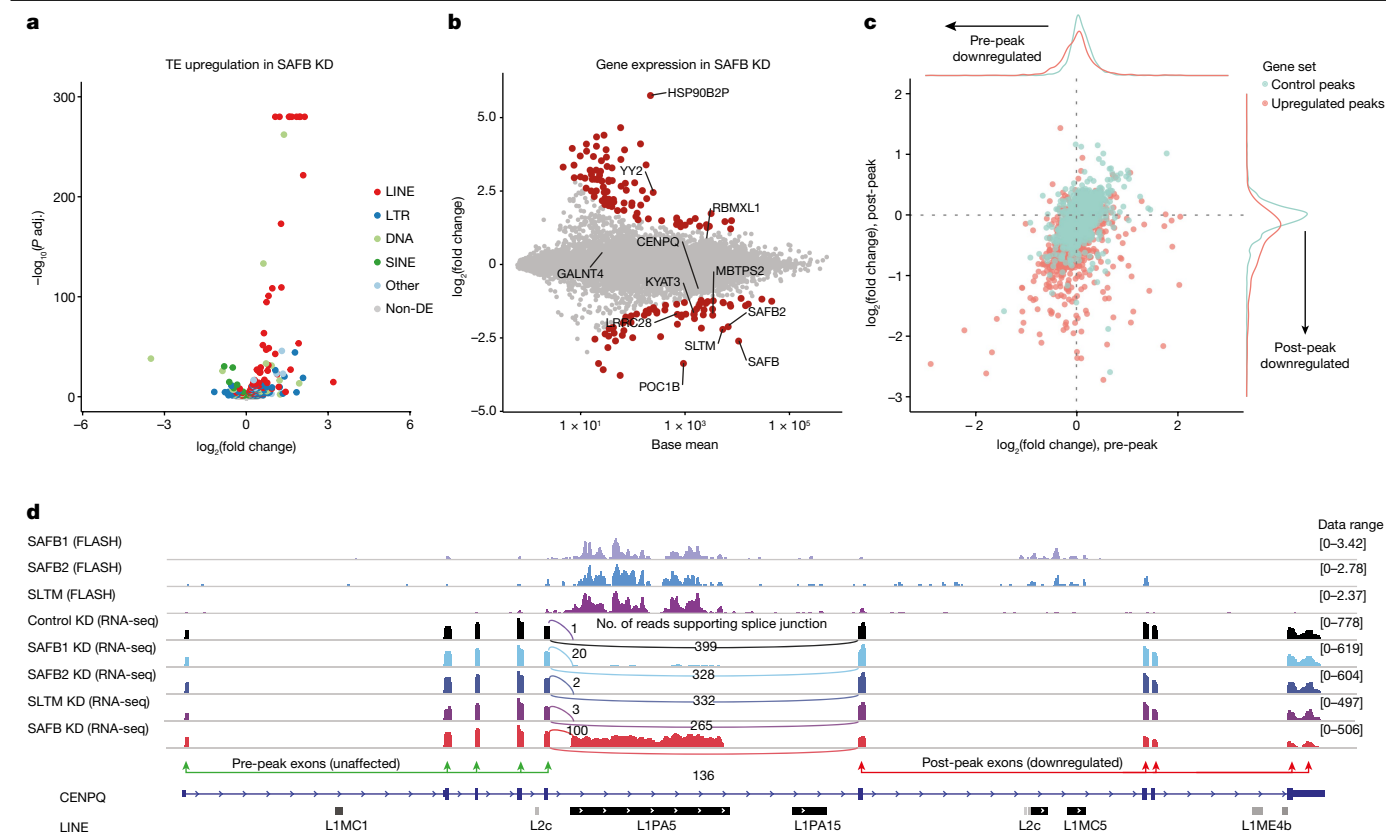 a
TE upregulation in SAFB KD
300
200
100
0
−6
−3
0
3
6
−log10(P adj.)
log2(fold change)
LINE
LTR
DNA
SINE
Other
Non-DE
b
Gene expression in SAFB KD
5.0
2.5
0
−2.5
−5.0
log2(fold change)
1 × 101
1 × 103
1 × 105
Base mean
HSP90B2P
YY2
RBMXL1
CENPQ
GALNT4
MBTPS2
KYAT3
LRRC28
SAFB2
SLTM
SAFB
POC1B
c
Pre-peak
downregulated
Gene set
Control peaks
Upregulated peaks
2
1
0
−1
−2
−3
log2(fold change), post-peak
−2
0
2
log2(fold change), pre-peak
Post-peak
downregulated
d
Data range
SAFB1 (FLASH)
[0–3.42]
SAFB2 (FLASH)
[0–2.78]
SLTM (FLASH)
[0–2.37]
Control KD (RNA-seq)
1
No. of reads supporting splice junction
[0–778]
399
SAFB1 KD (RNA-seq)
20
[0–619]
328
SAFB2 KD (RNA-seq)
2
[0–604]
332
SLTM KD (RNA-seq)
3
[0–497]
265
SAFB KD (RNA-seq)
100
[0–506]
136
Pre-peak exons (unaffected)
Post-peak exons (downregulated)
CENPQ
LINE
L1MC1
L2c
L1PA5
L1PA15
L2c
L1MC5
L1ME4b